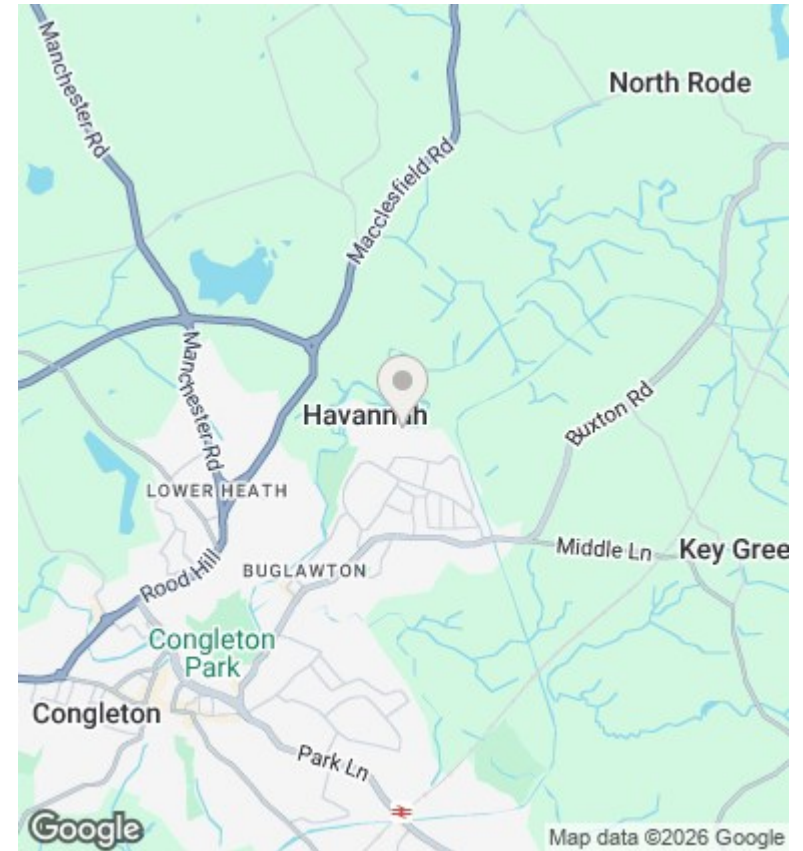 Manchester Rd
North Rode
Macclesfield Rd
Manchester Rd
Havannah
Buxton Rd
LOWER HEATH
Middle Ln
Key Gree
Rood Hill
BUGLAWTON
Congleton
Park
Congleton
Park Ln
Google
Map data ©2026 Google